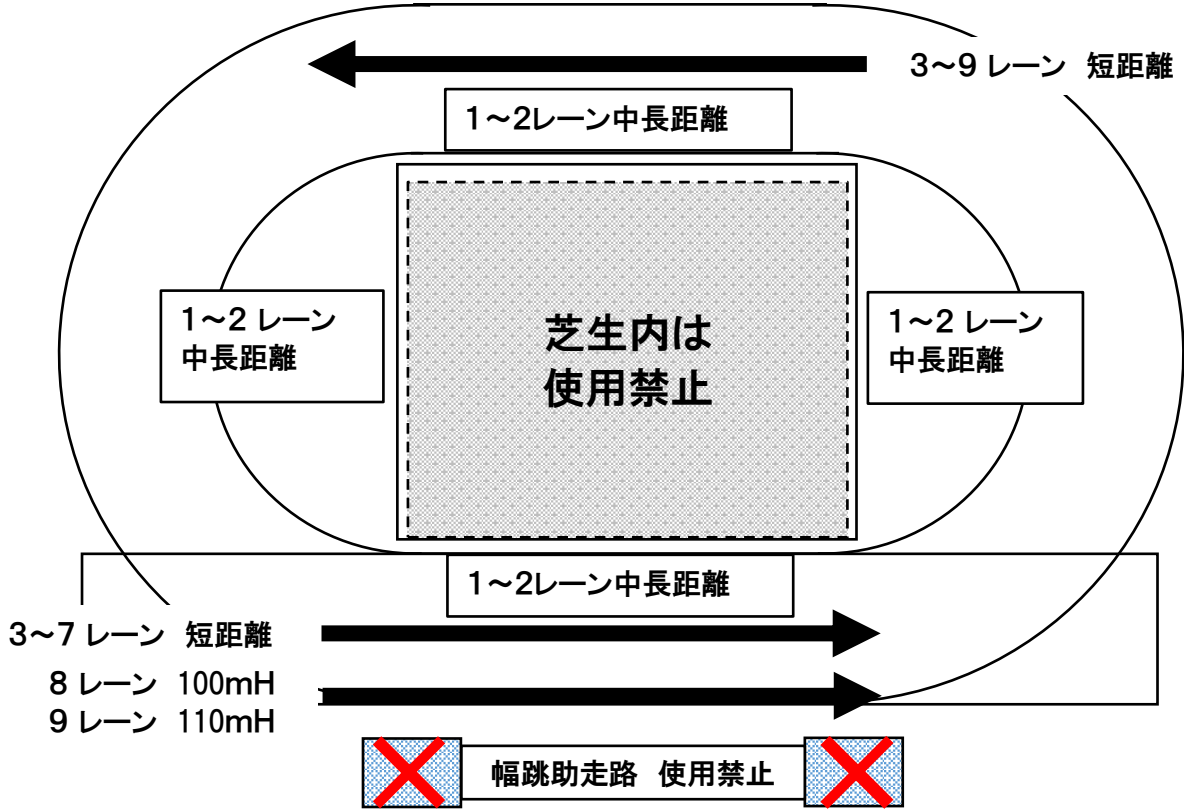 3～9 レーン 短距離
1～2レーン中長距離
1～2 レーン
中長距離
芝生内は
使用禁止
1～2 レーン
中長距離
1～2レーン中長距離
3～7 レーン 短距離
8 レーン 100mH
9 レーン 110mH
幅跳助走路 使用禁止